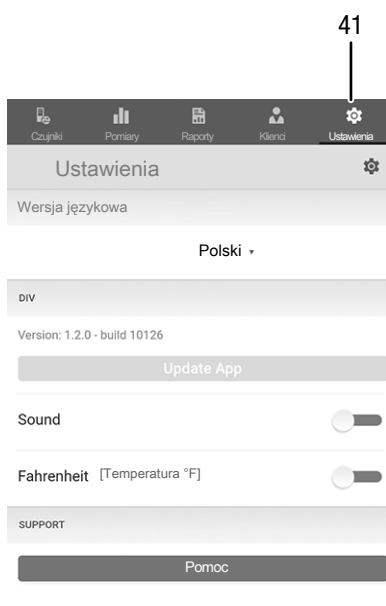 41
Czujniki Pomiary Raporty Klienci Ustawienia
Ustawienia
Wersja językowa
Polski
DIV
Version: 1.2.0 - build 10126
Update App
Sound
Fahrenheit [Temperatura °F]
SUPPORT
Pomoc